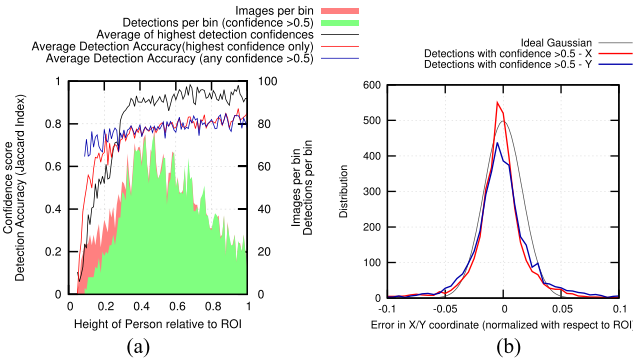 Images per bin
Detections per bin (confidence >0.5)
Average of highest detection confidences
Average Detection Accuracy(highest confidence only)
Average Detection Accuracy (any confidence >0.5)
1
0.8
0.6
0.4
0.2
0
100
80
60
40
20
0
0 0.2 0.4 0.6 0.8 1
Confidence score
Detection Accuracy (Jaccard Index)
Images per bin
Detections per bin
Height of Person relative to ROI
(a)
Ideal Gaussian
Detections with confidence >0.5 - X
Detections with confidence >0.5 - Y
600
500
400
300
200
100
0
-0.1 -0.05 0 0.05 0.1
Distribution
Error in X/Y coordinate (normalized with respect to ROI)
(b)